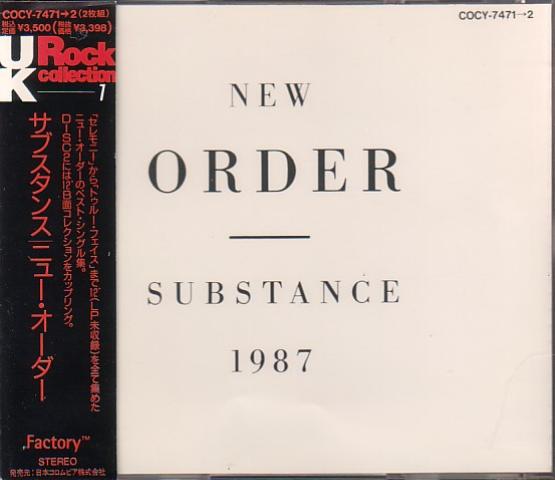 COCY-7471→2(2枚組)
税込定価¥3,500(税抜価格¥3,398)
UK Rock collection 7
サブスタンス|ニュー・オーダー
「セレモニー」から「トゥルー・フェイス」まで12″(LP未収録)を全て集めた
ニュー・オーダーのベスト・シングル集。
DISC2には12″B面コレクションをカップリング。
Factory™
STEREO
発売元:日本コロムビア株式会社
COCY-7471→2
NEW
ORDER
SUBSTANCE
1987